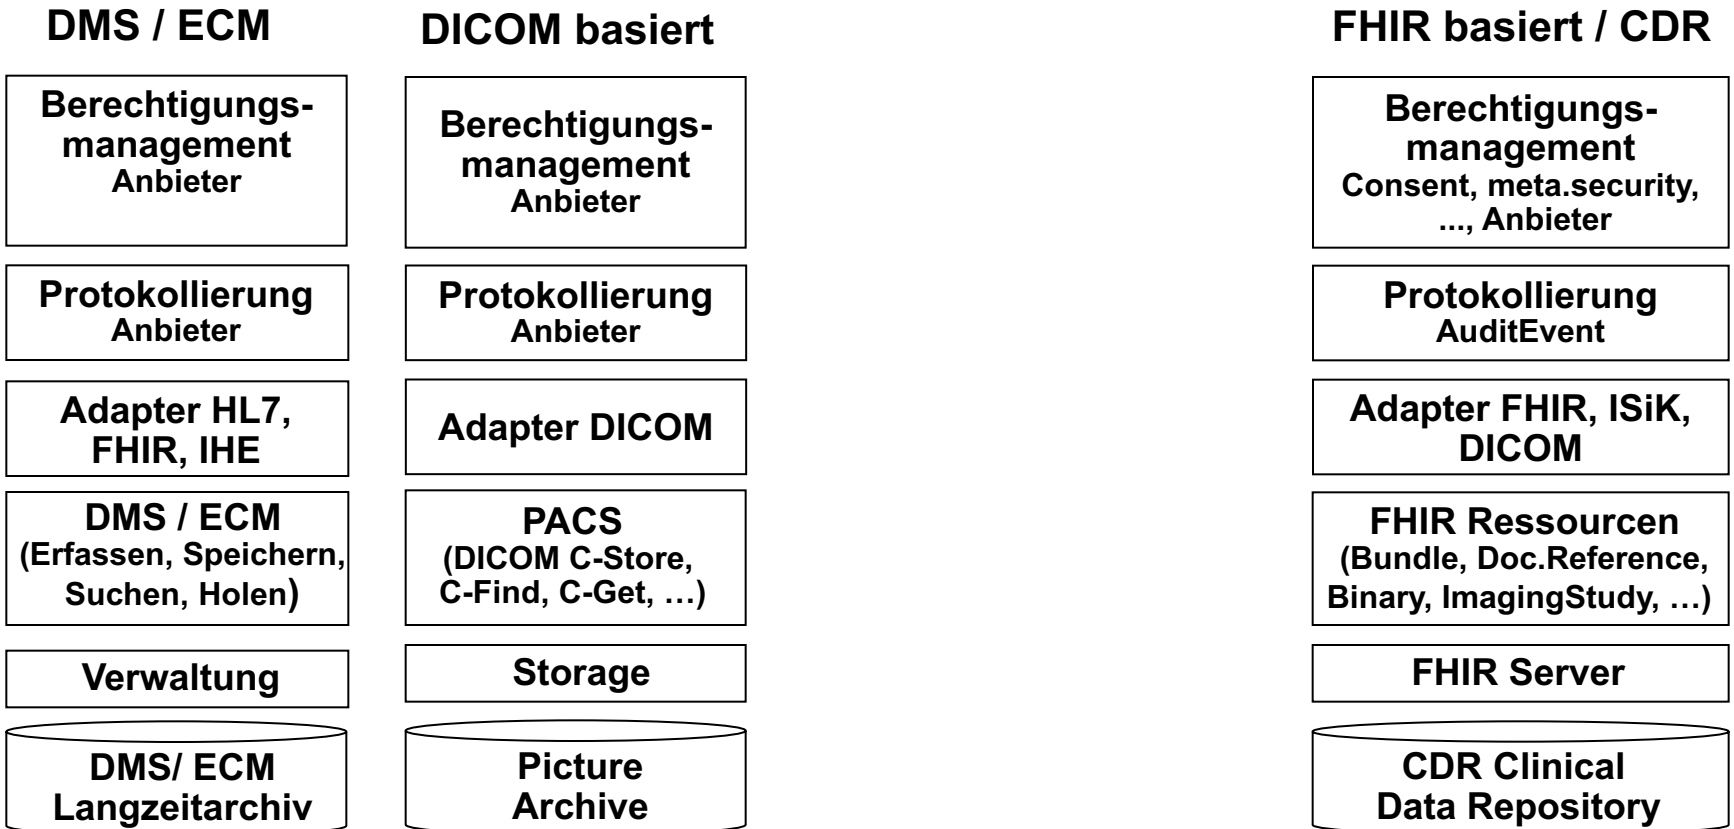 DMS / ECM
Berechtigungs-
management
Anbieter
Protokollierung
Anbieter
Adapter HL7,
FHIR, IHE
DMS / ECM
(Erfassen, Speichern,
Suchen, Holen)
Verwaltung
DMS/ ECM
Langzeitarchiv
DICOM basiert
Berechtigungs-
management
Anbieter
Protokollierung
Anbieter
Adapter DICOM
PACS
(DICOM C-Store,
C-Find, C-Get, …)
Storage
Picture
Archive
FHIR basiert / CDR
Berechtigungs-
management
Consent, meta.security,
..., Anbieter
Protokollierung
AuditEvent
Adapter FHIR, ISiK,
DICOM
FHIR Ressourcen
(Bundle, Doc.Reference,
Binary, ImagingStudy, …)
FHIR Server
CDR Clinical
Data Repository